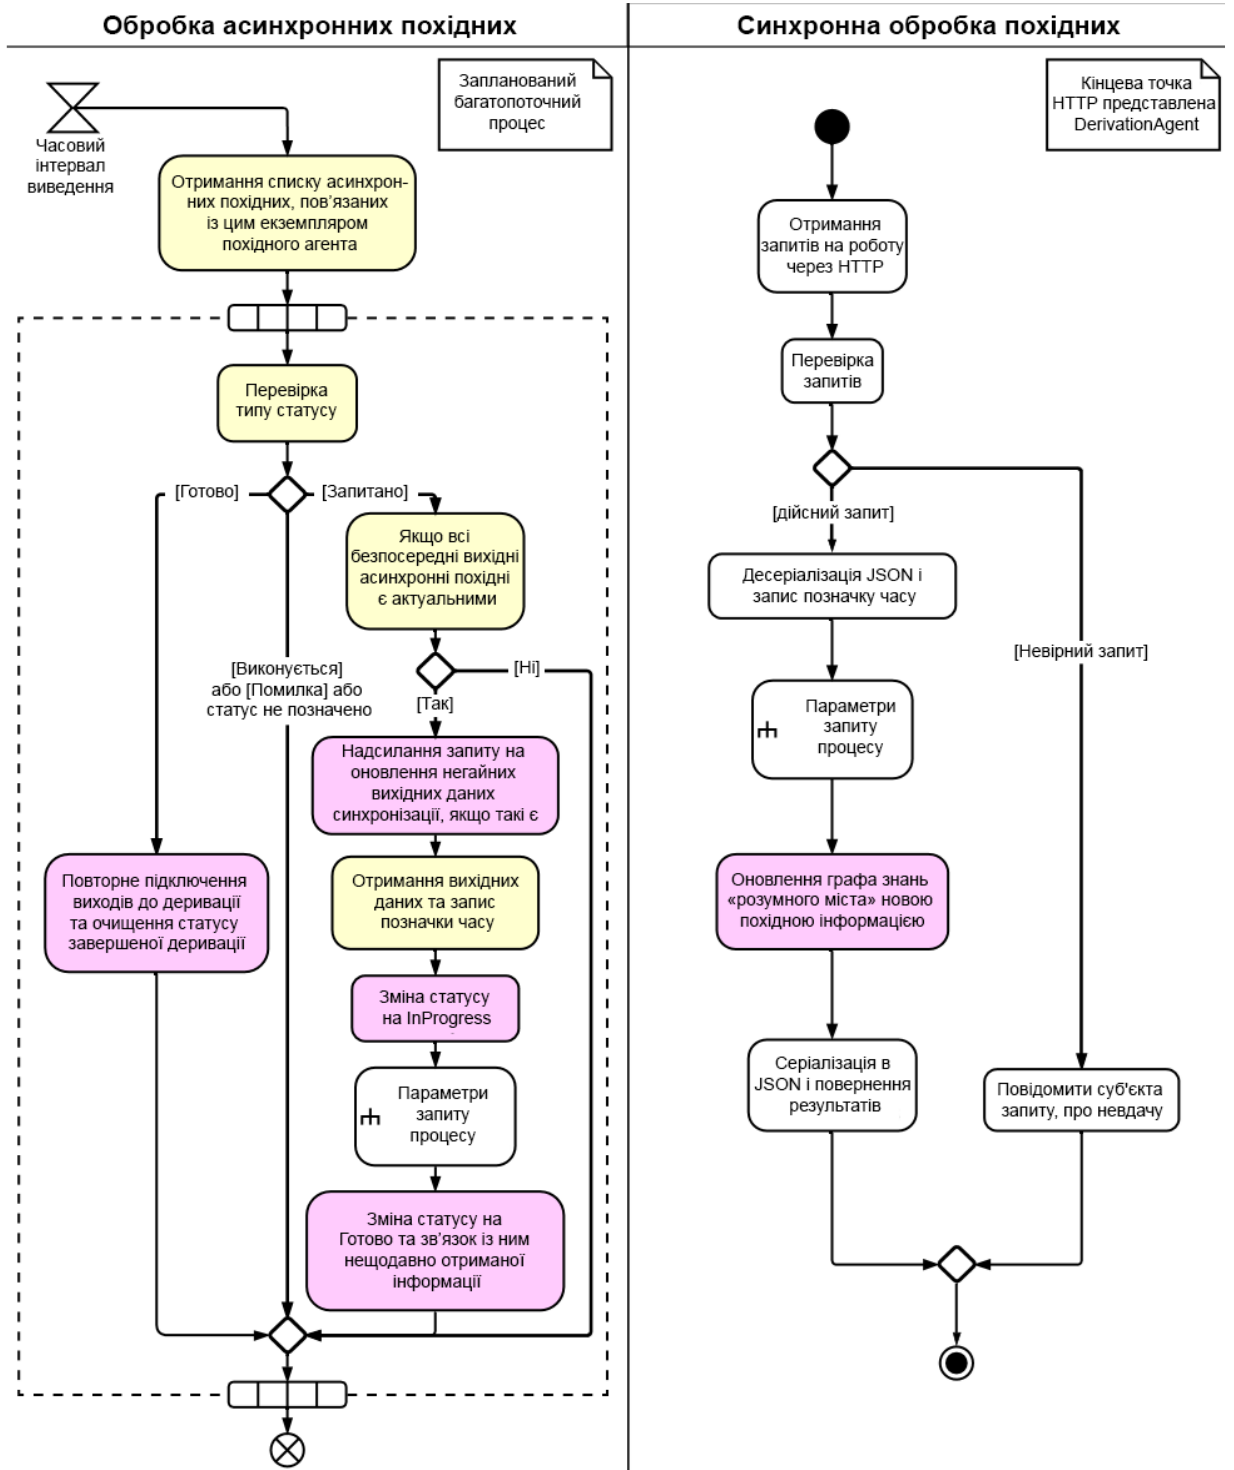 Обробка асинхронних похідних
Запланований
багатопоточний
процес
Часовий
інтервал
виведення
Отримання списку асинхрон-
них похідних, пов’язаних
із цим екземпляром
похідного агента
Перевірка
типу статусу
[Готово]
[Запитано]
Якщо всі
безпосередні вихідні
асинхронні похідні
є актуальними
[Виконується]
або [Помилка] або
статус не позначено
[Ні]
[Так]
Надсилання запиту на
оновлення негайних
вихідних даних
синхронізації, якщо такі є
Повторне підключення
виходів до деривації
та очищення статусу
завершеної деривації
Отримання вихідних
даних та запис
позначки часу
Зміна статусу
на InProgress
Параметри
запиту
процесу
Зміна статусу на
Готово та зв’язок із ним
нещодавно отриманої
інформації
Синхронна обробка похідних
Кінцева точка
HTTP представлена
DerivationAgent
Отримання
запитів на роботу
через HTTP
Перевірка
запитів
[дійсний запит]
Десеріалізація JSON і
запис позначку часу
[Невірний запит]
Параметри
запиту
процесу
Оновлення графа знань
«розумного міста» новою
похідною інформацією
Серіалізація в
JSON і повернення
результатів
Повідомити суб'єкта
запиту, про невдачу